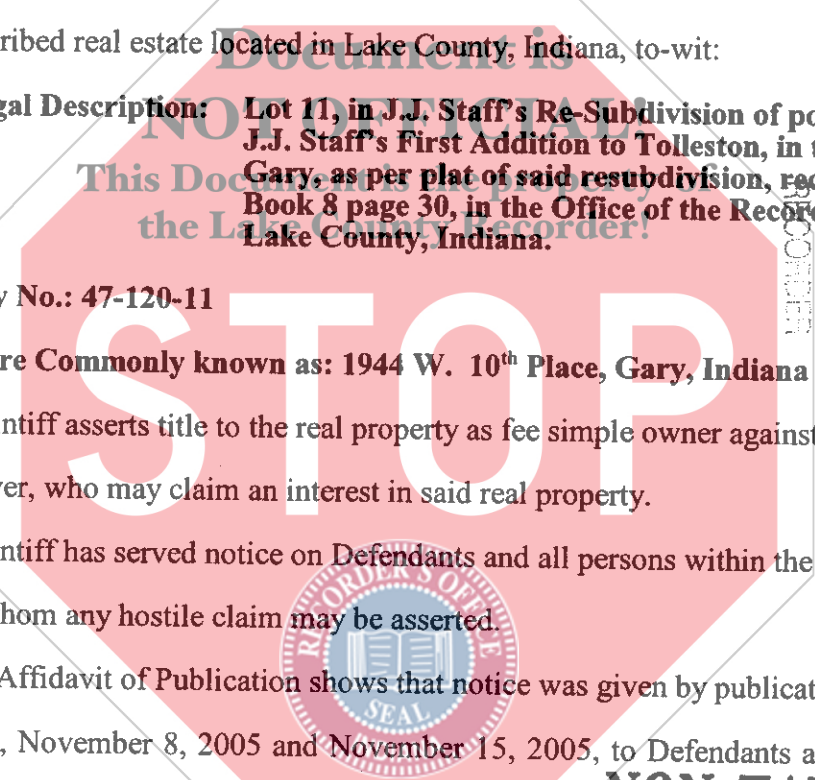 ribed real estate located in Lake County, Indiana, to-wit:
Document is
gal Description: Lot 11, in J.J. Staff's Re-Subdivision of po
NOT OFFICIAL!
J.J. Staff's First Addition to Tolleston, in t
Gary, as per plat of said resubdivision, rec
This Document is the property of
Book 8 page 30, in the Office of the Recor
the Lake County Recorder!
Lake County, Indiana.
RECORDER
y No.: 47-120-11
STOP
re Commonly known as: 1944 W. 10th Place, Gary, Indiana
ntiff asserts title to the real property as fee simple owner against
er, who may claim an interest in said real property.
ntiff has served notice on Defendants and all persons within the
hom any hostile claim may be asserted.
RECORDER'S OFFICE
SEAL
Affidavit of Publication shows that notice was given by publicat
, November 8, 2005 and November 15, 2005, to Defendants a